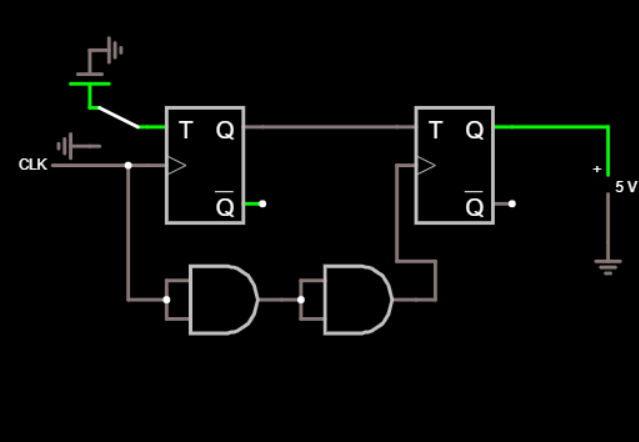 T Q T Q
CLK
+
5 V
Q̅ Q̅